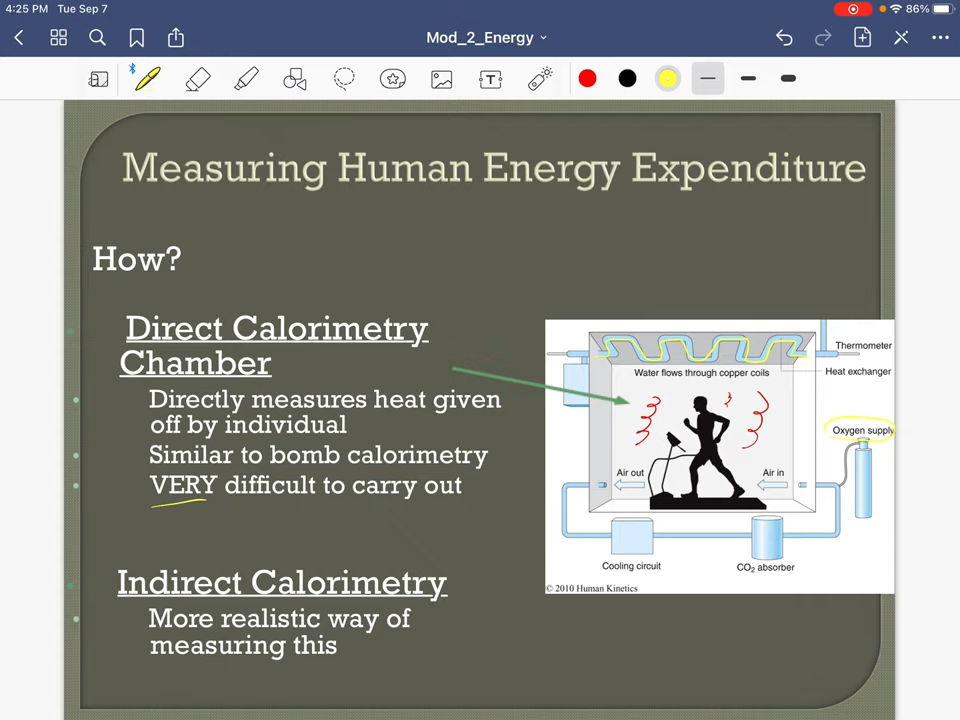 4:25 PM Tue Sep 7
86%
Mod_2_Energy
T
Measuring Human Energy Expenditure
How?
Direct Calorimetry
Chamber
Directly measures heat given
off by individual
Similar to bomb calorimetry
VERY difficult to carry out
Indirect Calorimetry
More realistic way of
measuring this
Thermometer
Water flows through copper coils
Heat exchanger
Oxygen supply
Air out
Air in
Cooling circuit
CO₂ absorber
© 2010 Human Kinetics